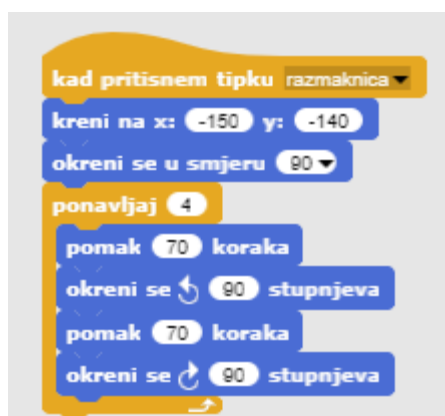 kad pritisnem tipku razmaknica
kreni na x: -150 y: -140
okreni se u smjeru 90
ponavljaj 4
pomak 70 koraka
okreni se 90 stupnjeva
pomak 70 koraka
okreni se 90 stupnjeva